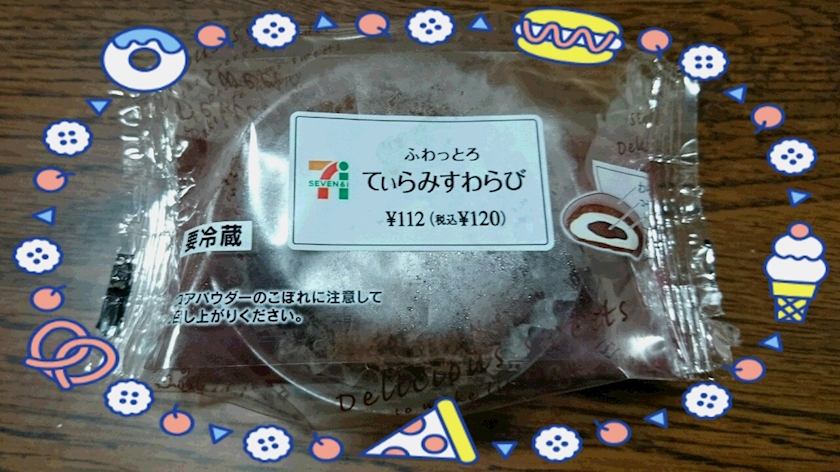 ふわっとろ
SEVEN & i
てぃらみすわらび
¥112(税込¥120)
要冷蔵
コアパウダーのこぼれに注意して
召し上がりください。
Delicious